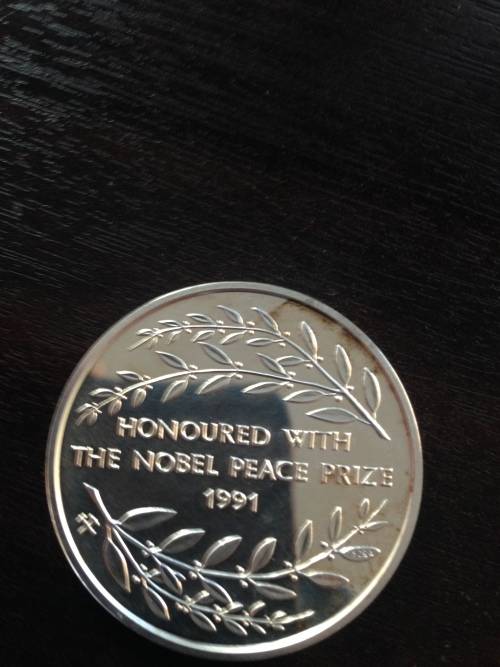 HONOURED WITH
THE NOBEL PEACE PRIZE
1991